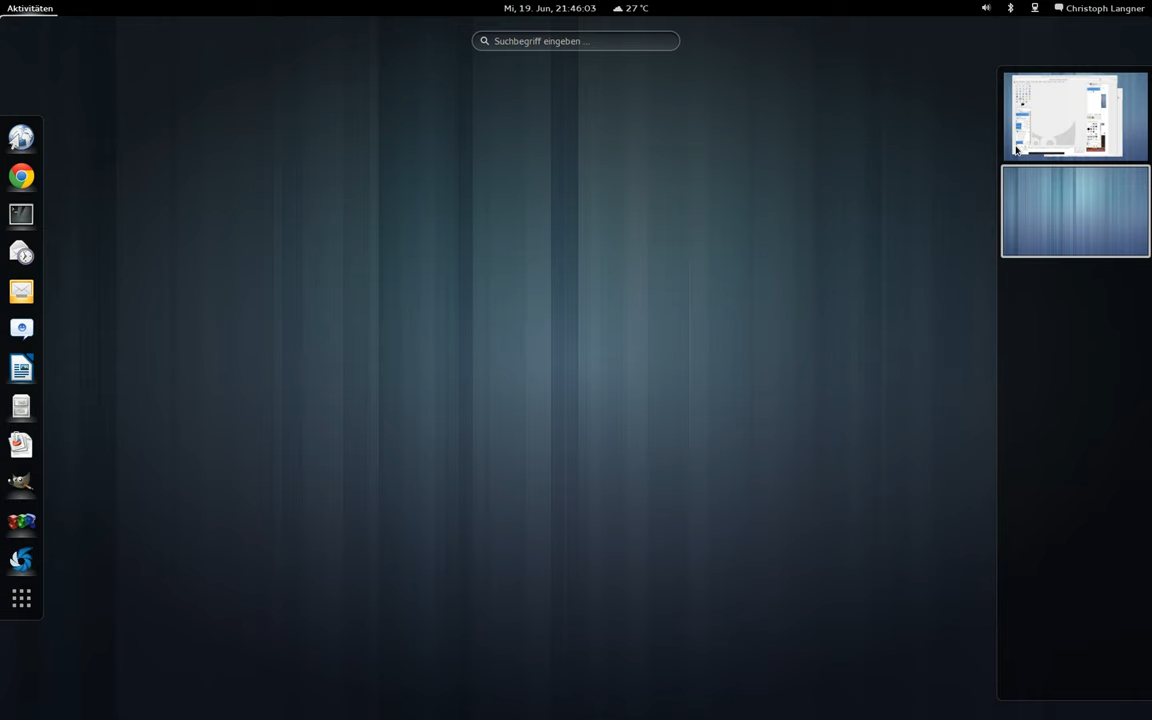 Aktivitäten
Mi, 19. Jun, 21:46:03
27 °C
Christoph Langner
Suchbegriff eingeben ...